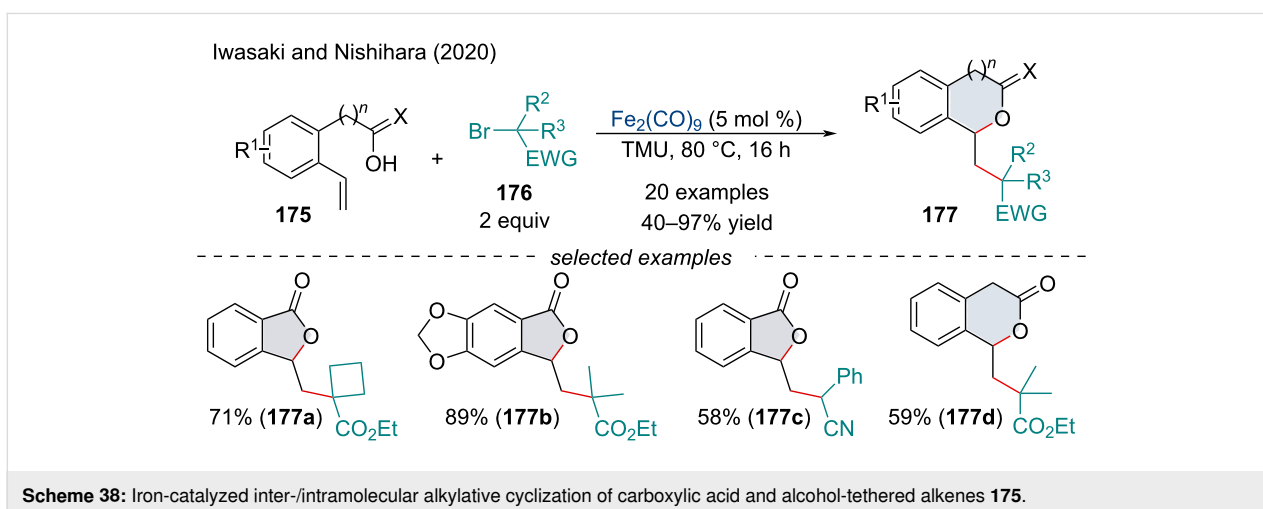 Iwasaki and Nishihara (2020)
R¹
( )ⁿ
X
OH
175
+
Br
R²
R³
EWG
176
2 equiv
Fe₂(CO)₉ (5 mol %)
TMU, 80 °C, 16 h
20 examples
40–97% yield
R¹
( )ⁿ
X
O
R²
R³
EWG
177
selected examples
O
O
CO₂Et
71% (177a)
O
O
O
O
CO₂Et
89% (177b)
O
O
Ph
CN
58% (177c)
O
O
CO₂Et
59% (177d)
Scheme 38: Iron-catalyzed inter-/intramolecular alkylative cyclization of carboxylic acid and alcohol-tethered alkenes 175.